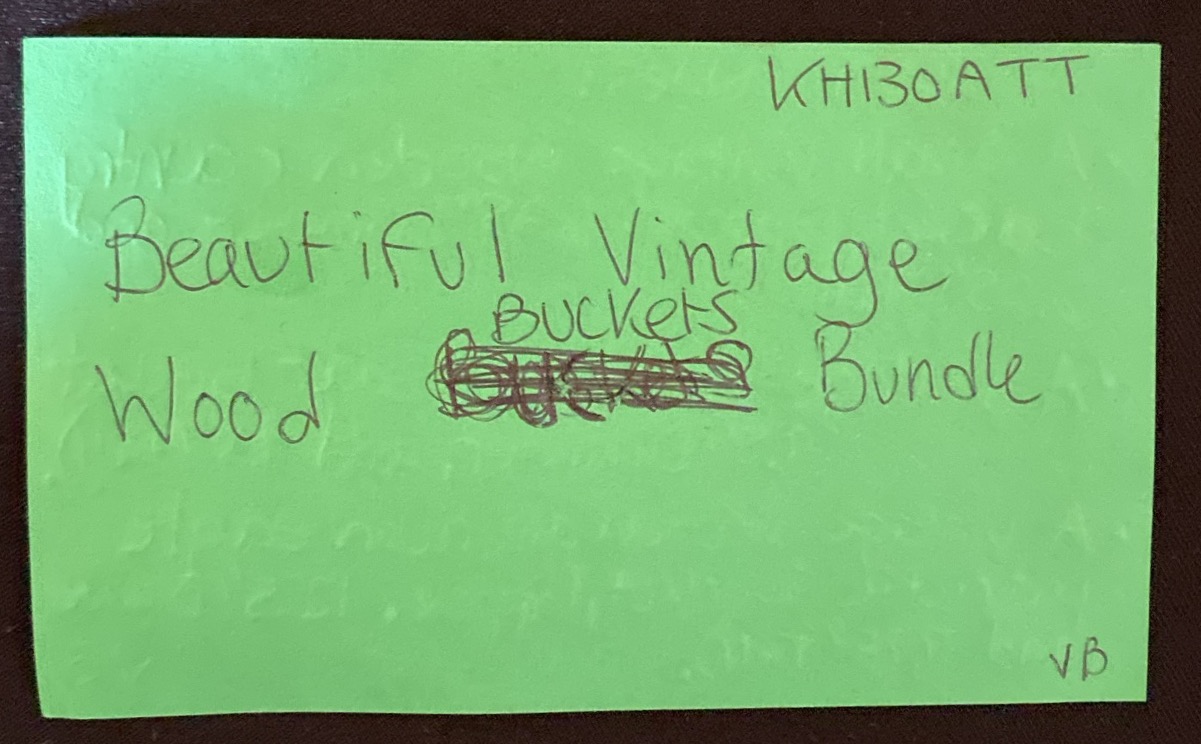 KH130ATT
Beautiful Vintage
Wood Buckets Bundle
VB